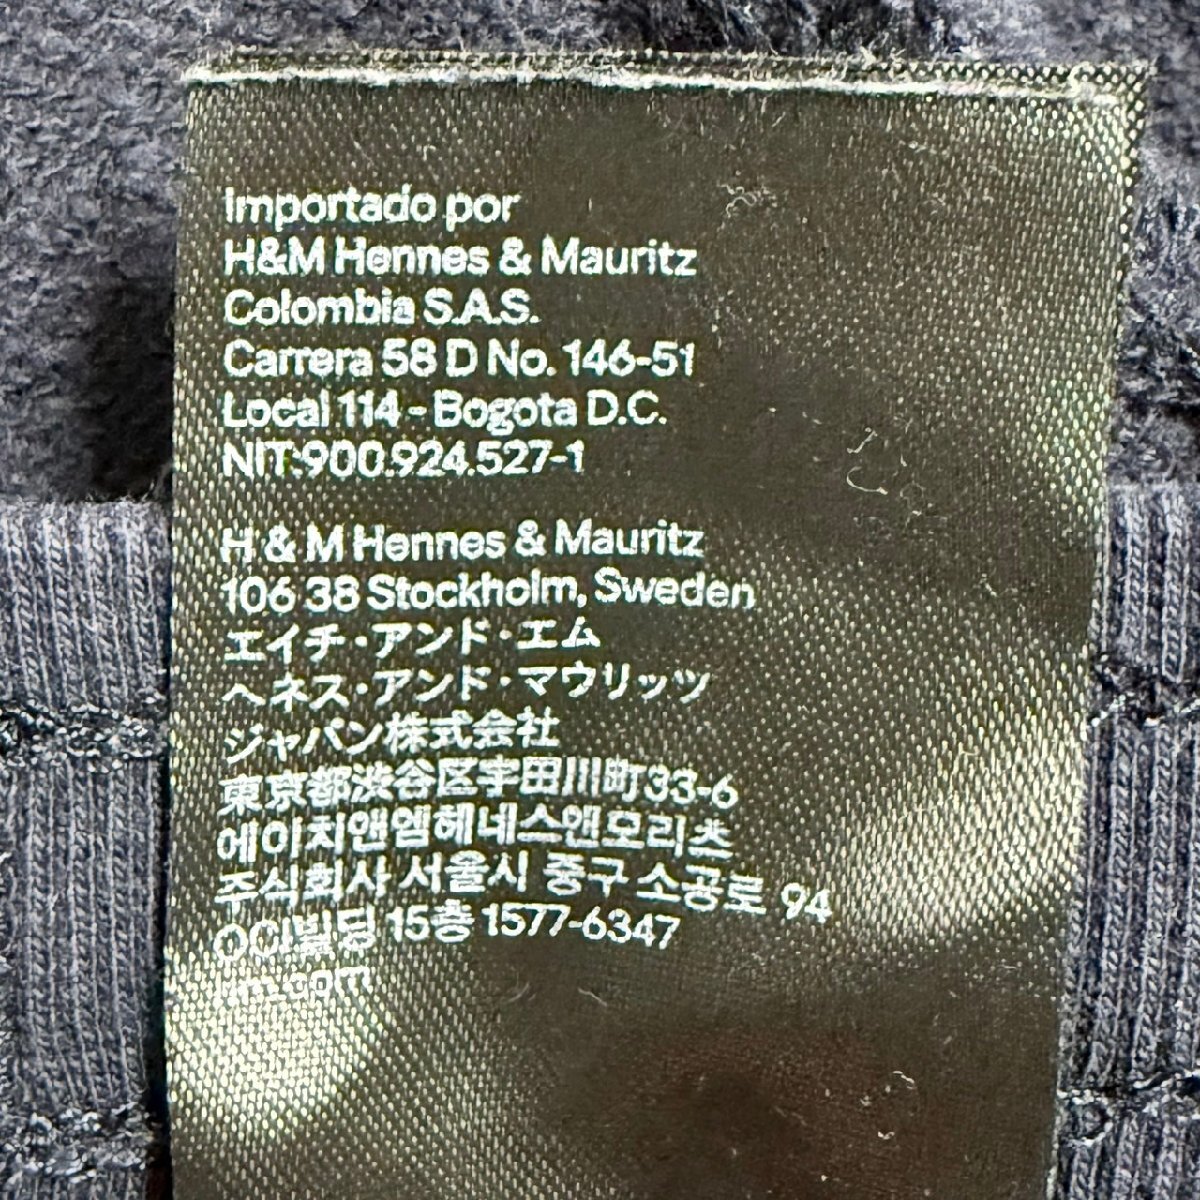 Importado por
H&M Hennes & Mauritz
Colombia S.A.S.
Carrera 58 D No. 146-51
Local 114 - Bogota D.C.
NIT:900.924.527-1
H & M Hennes & Mauritz
106 38 Stockholm, Sweden
エイチ・アンド・エム
ヘネス・アンド・マウリッツ
ジャパン株式会社
東京都渋谷区宇田川町33-6
에이치앤엠헤네스앤모리츠
주식회사 서울시 중구 소공로 94
OCI빌딩 15층 1577-6347
hm.com